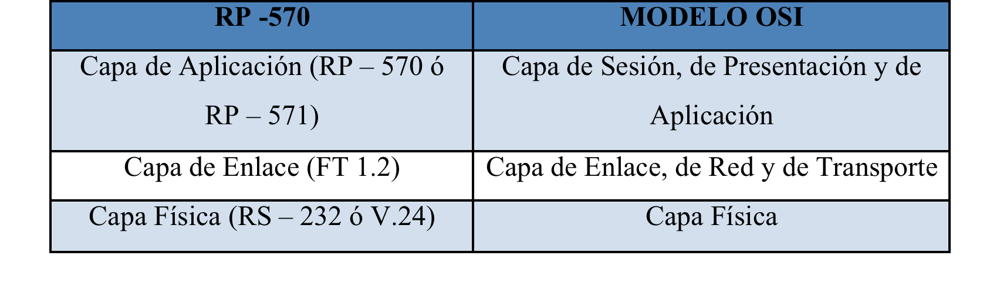 RP -570
MODELO OSI
Capa de Aplicación (RP – 570 ó
RP – 571)
Capa de Sesión, de Presentación y de
Aplicación
Capa de Enlace (FT 1.2)
Capa de Enlace, de Red y de Transporte
Capa Física (RS – 232 ó V.24)
Capa Física